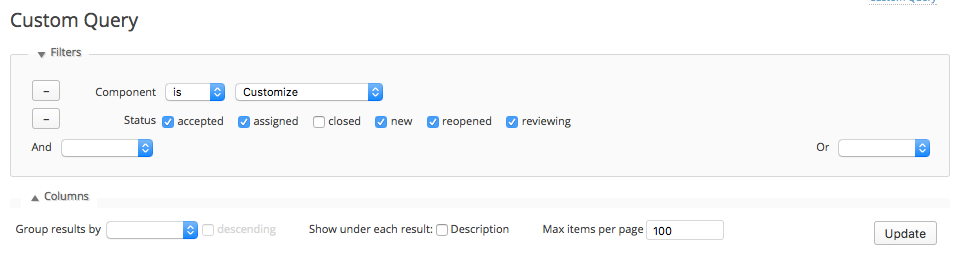 Custom Query
Filters
– Component is Customize
– Status accepted assigned closed new reopened reviewing
And Or
Columns
Group results by descending Show under each result: Description Max items per page 100 Update